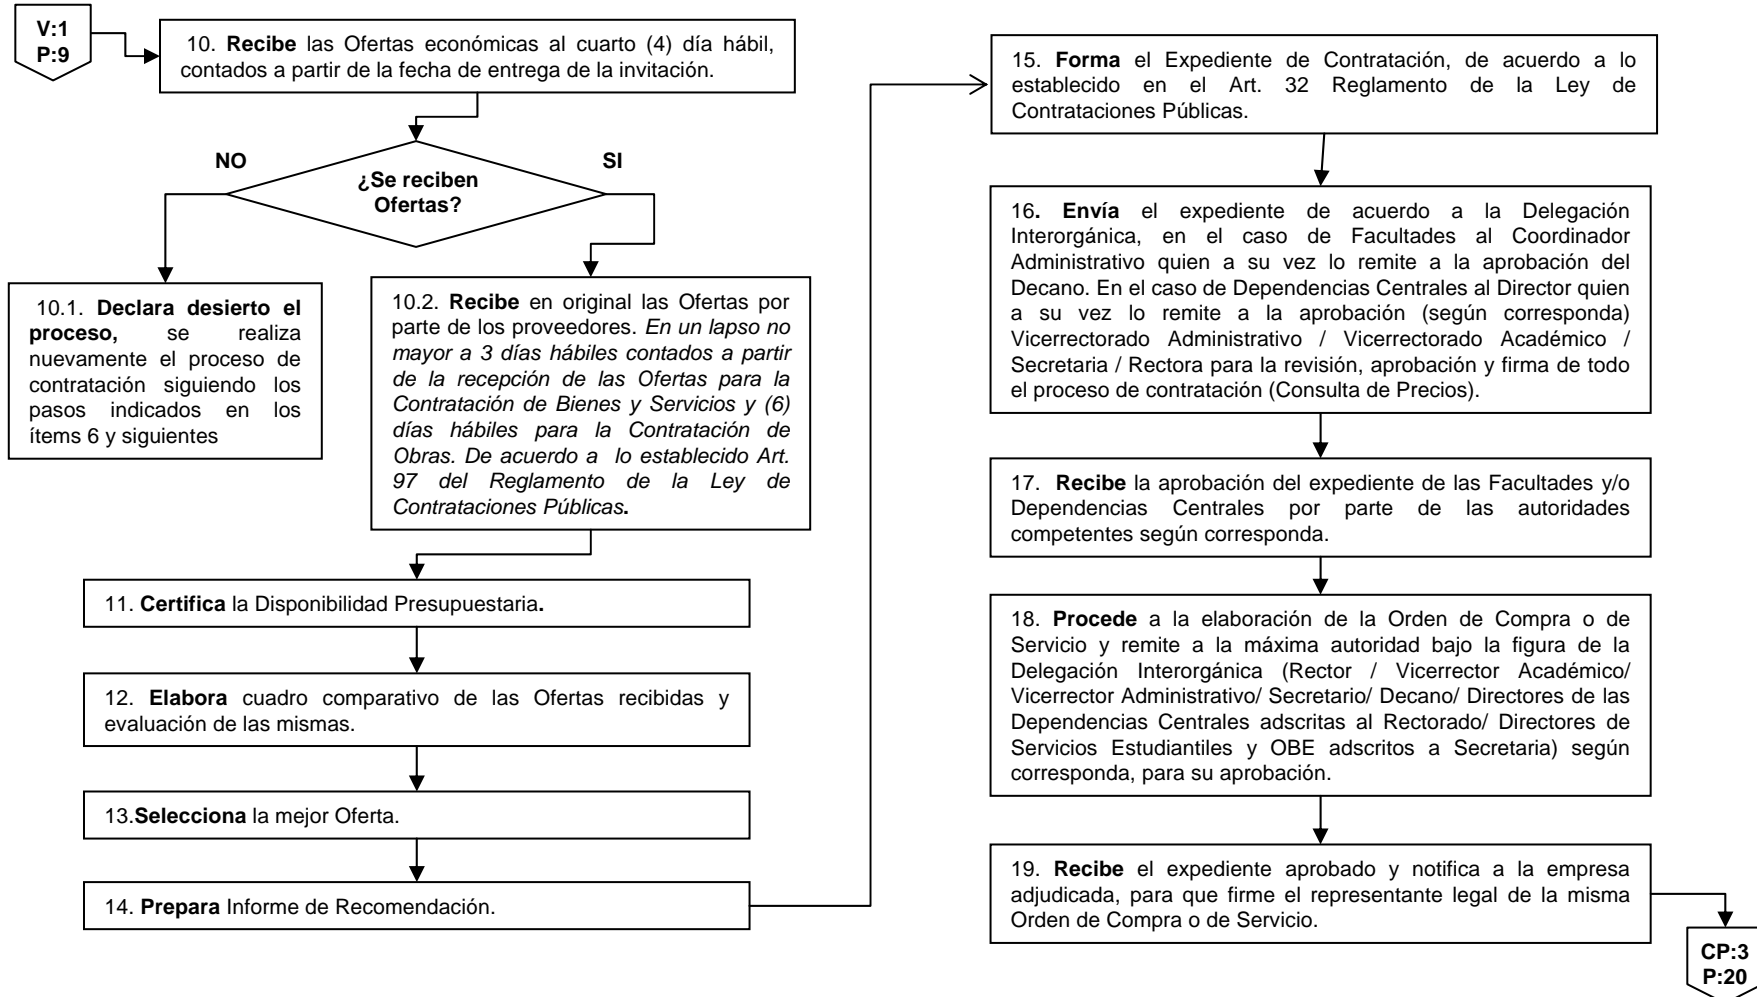 V:1
P:9
10. Recibe las Ofertas económicas al cuarto (4) día hábil,
contados a partir de la fecha de entrega de la invitación.
NO
SI
¿Se reciben
Ofertas?
10.1. Declara desierto el
proceso, se realiza
nuevamente el proceso de
contratación siguiendo los
pasos indicados en los
ítems 6 y siguientes
10.2. Recibe en original las Ofertas por
parte de los proveedores. En un lapso no
mayor a 3 días hábiles contados a partir
de la recepción de las Ofertas para la
Contratación de Bienes y Servicios y (6)
días hábiles para la Contratación de
Obras. De acuerdo a lo establecido Art.
97 del Reglamento de la Ley de
Contrataciones Públicas.
11. Certifica la Disponibilidad Presupuestaria.
12. Elabora cuadro comparativo de las Ofertas recibidas y
evaluación de las mismas.
13.Selecciona la mejor Oferta.
14. Prepara Informe de Recomendación.
15. Forma el Expediente de Contratación, de acuerdo a lo
establecido en el Art. 32 Reglamento de la Ley de
Contrataciones Públicas.
16. Envía el expediente de acuerdo a la Delegación
Interorgánica, en el caso de Facultades al Coordinador
Administrativo quien a su vez lo remite a la aprobación del
Decano. En el caso de Dependencias Centrales al Director quien
a su vez lo remite a la aprobación (según corresponda)
Vicerrectorado Administrativo / Vicerrectorado Académico /
Secretaria / Rectora para la revisión, aprobación y firma de todo
el proceso de contratación (Consulta de Precios).
17. Recibe la aprobación del expediente de las Facultades y/o
Dependencias Centrales por parte de las autoridades
competentes según corresponda.
18. Procede a la elaboración de la Orden de Compra o de
Servicio y remite a la máxima autoridad bajo la figura de la
Delegación Interorgánica (Rector / Vicerrector Académico/
Vicerrector Administrativo/ Secretario/ Decano/ Directores de las
Dependencias Centrales adscritas al Rectorado/ Directores de
Servicios Estudiantiles y OBE adscritos a Secretaria) según
corresponda, para su aprobación.
19. Recibe el expediente aprobado y notifica a la empresa
adjudicada, para que firme el representante legal de la misma
Orden de Compra o de Servicio.
CP:3
P:20